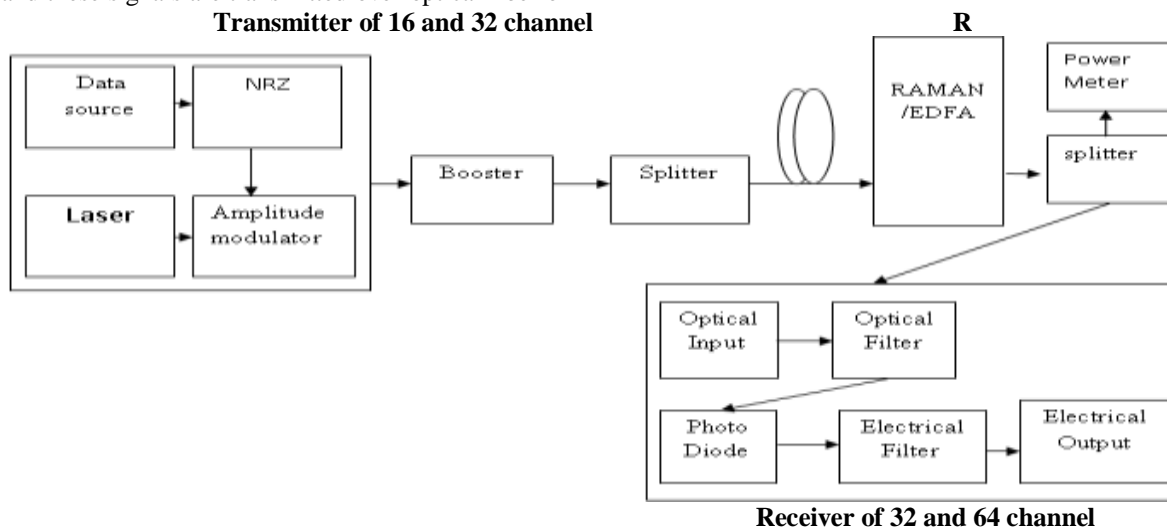 Transmitter of 16 and 32 channel
R
Data
source
NRZ
Laser
Amplitude
modulator
Booster
Splitter
RAMAN
/EDFA
Power
Meter
splitter
Optical
Input
Optical
Filter
Photo
Diode
Electrical
Filter
Electrical
Output
Receiver of 32 and 64 channel